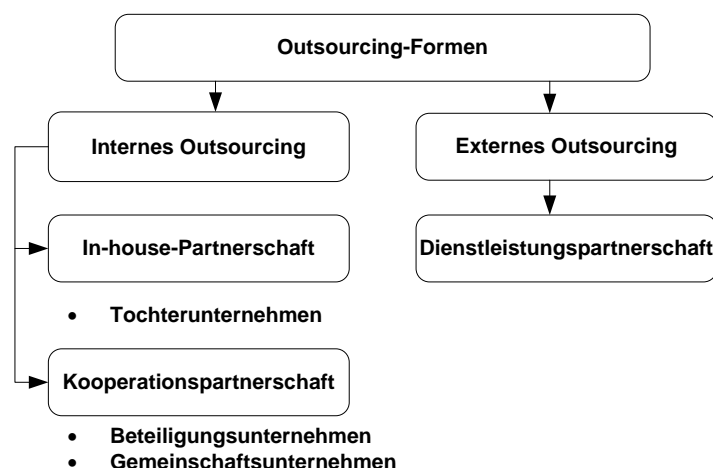 Outsourcing-Formen
Internes Outsourcing
Externes Outsourcing
In-house-Partnerschaft
Dienstleistungspartnerschaft
• Tochterunternehmen
Kooperationspartnerschaft
• Beteiligungsunternehmen
• Gemeinschaftsunternehmen